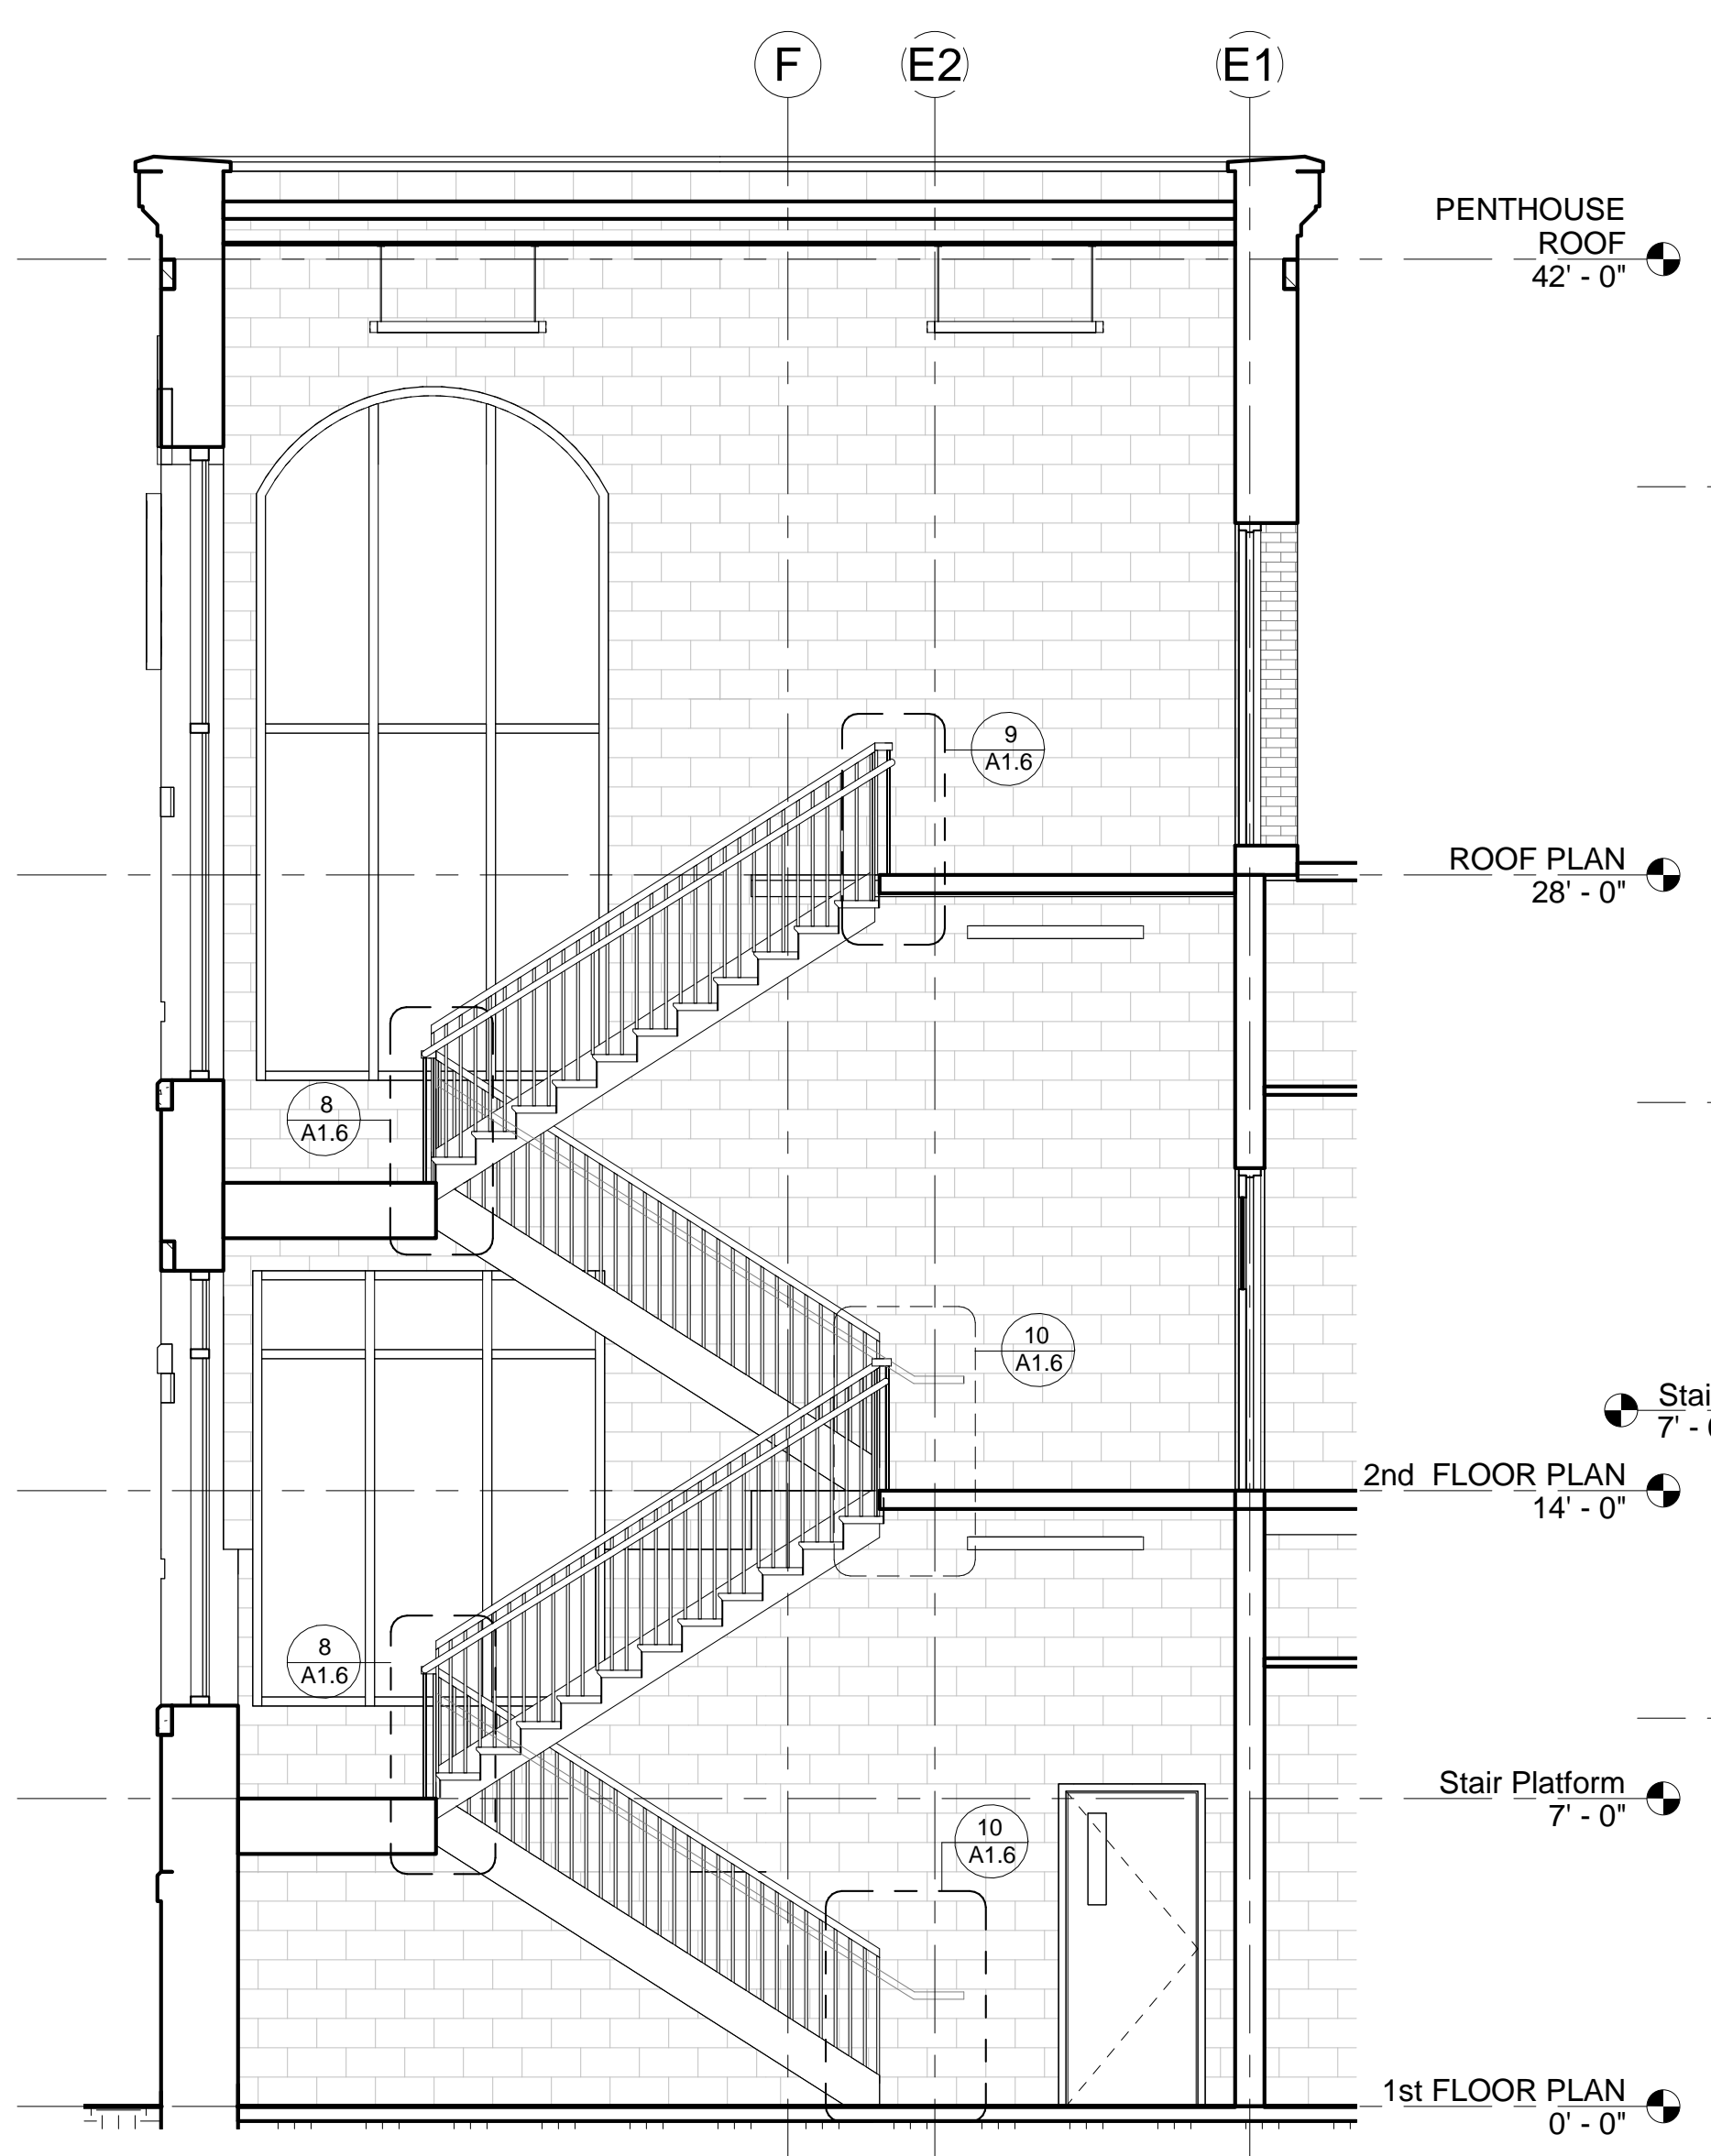 F
E2
E1
PENTHOUSE
ROOF
42' - 0"
9
A1.6
ROOF PLAN
28' - 0"
8
A1.6
10
A1.6
2nd FLOOR PLAN
14' - 0"
7' -
8
A1.6
Stair Platform
7' - 0"
10
A1.6
1st FLOOR PLAN
0' - 0"